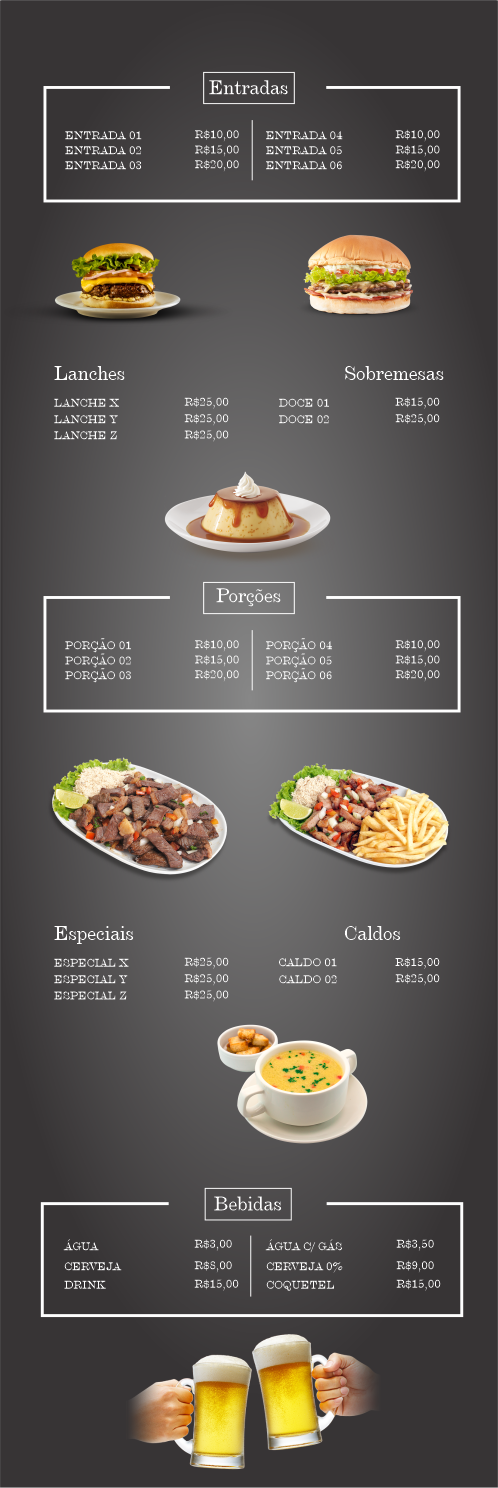 Entradas
ENTRADA 01 R$10,00 ENTRADA 04 R$10,00
ENTRADA 02 R$15,00 ENTRADA 05 R$15,00
ENTRADA 03 R$20,00 ENTRADA 06 R$20,00
Lanches Sobremesas
LANCHE X R$25,00 DOCE 01 R$15,00
LANCHE Y R$25,00 DOCE 02 R$25,00
LANCHE Z R$25,00
Porções
PORÇÃO 01 R$10,00 PORÇÃO 04 R$10,00
PORÇÃO 02 R$15,00 PORÇÃO 05 R$15,00
PORÇÃO 03 R$20,00 PORÇÃO 06 R$20,00
Especiais Caldos
ESPECIAL X R$25,00 CALDO 01 R$15,00
ESPECIAL Y R$25,00 CALDO 02 R$25,00
ESPECIAL Z R$25,00
Bebidas
ÁGUA R$3,00 ÁGUA C/ GÁS R$3,50
CERVEJA R$8,00 CERVEJA 0% R$9,00
DRINK R$15,00 COQUETEL R$15,00